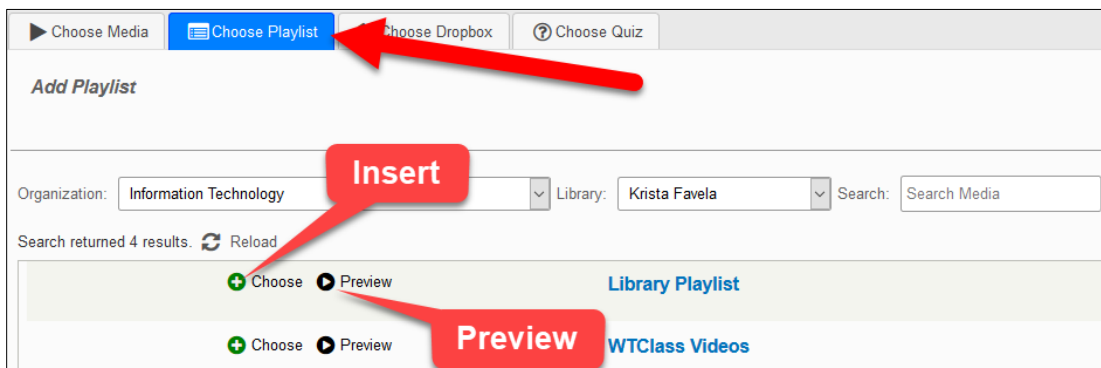 Choose Media Choose Playlist Choose Dropbox Choose Quiz
Add Playlist
Insert
Organization: Information Technology Library: Krista Favela Search: Search Media
Search returned 4 results. Reload
Choose Preview Library Playlist
Preview
Choose Preview WTClass Videos